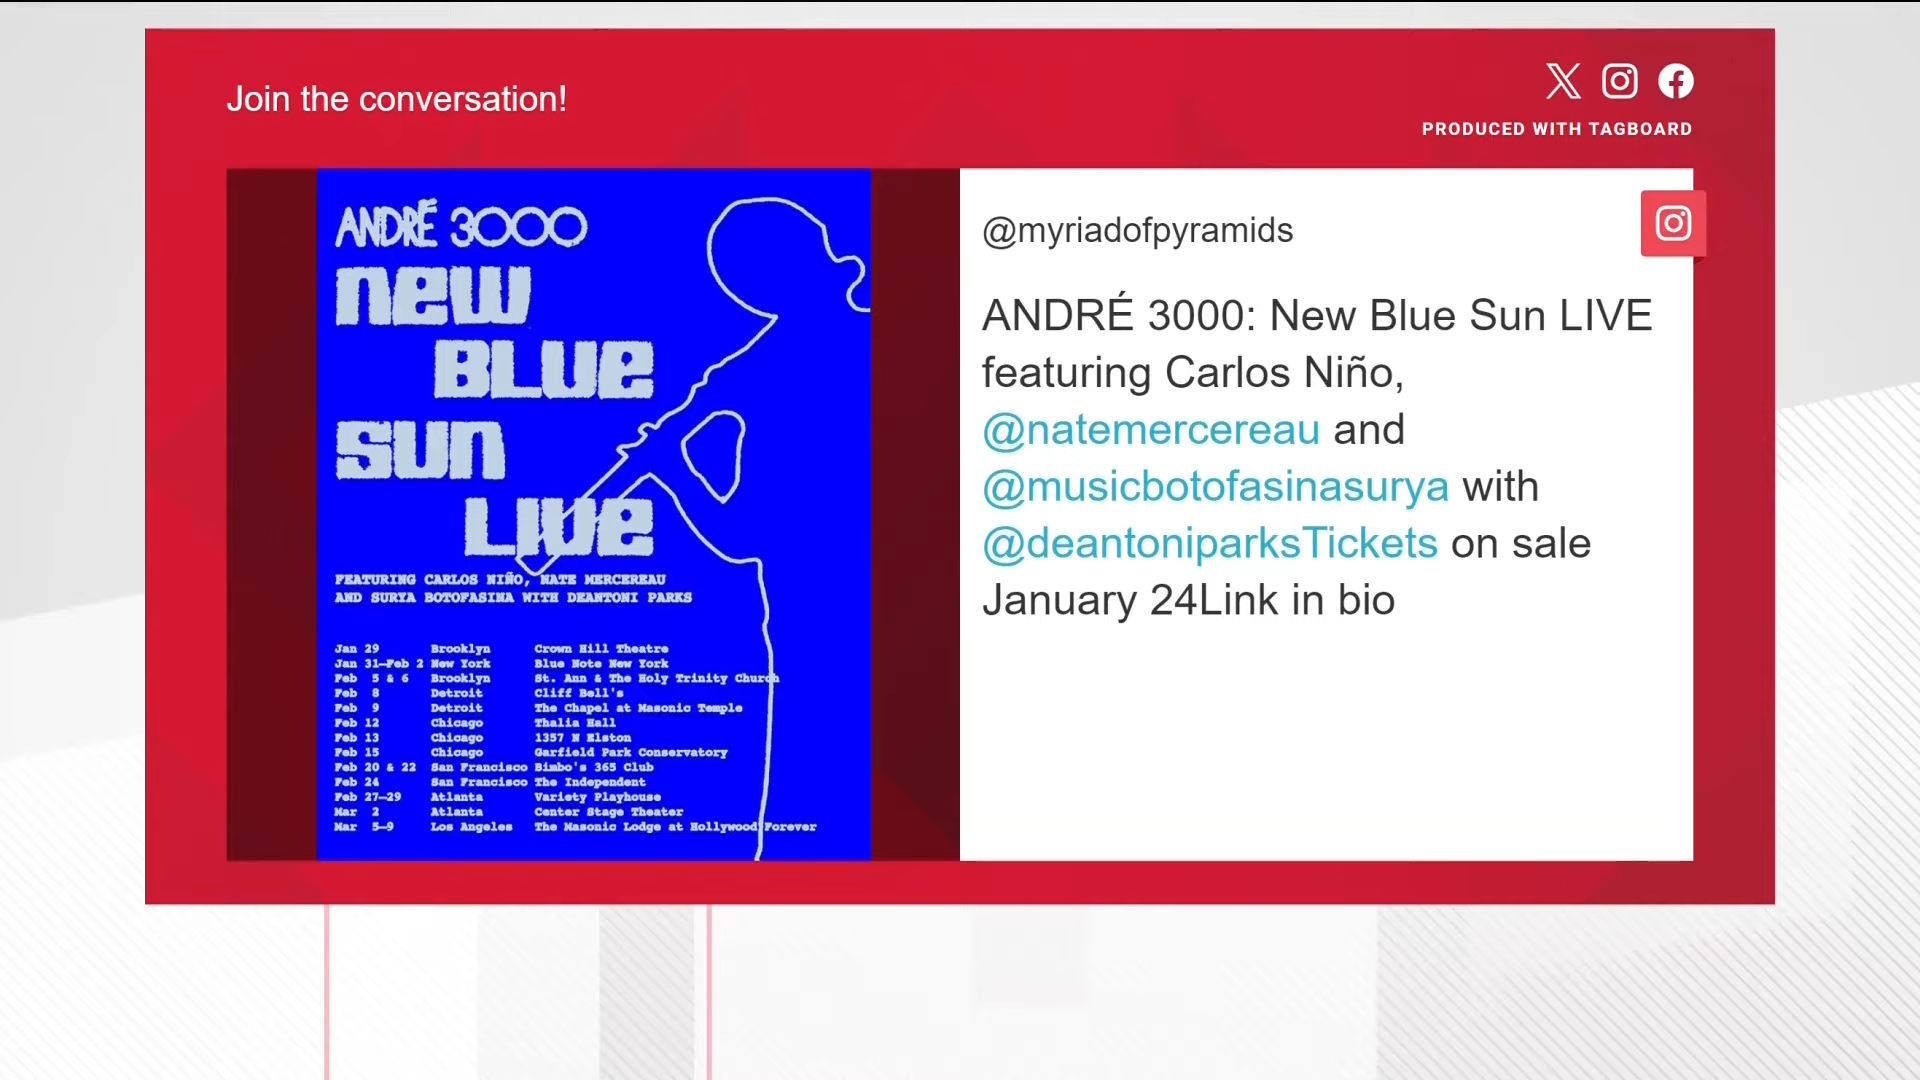 Join the conversation!
PRODUCED WITH TAGBOARD
ANDRÉ 3000
new
BLUE
SUN
LIVE
FEATURING CARLOS NIÑO, NATE MERCEREAU
AND SURYA BOTOFASINA WITH DEANTONI PARKS
Jan 29 Brooklyn Crown Hill Theatre
Jan 31—Feb 2 New York Blue Note New York
Feb 5 & 6 Brooklyn St. Ann & The Holy Trinity Church
Feb 8 Detroit Cliff Bell's
Feb 9 Detroit The Chapel at Masonic Temple
Feb 12 Chicago Thalia Hall
Feb 13 Chicago 1357 N Elston
Feb 15 Chicago Garfield Park Conservatory
Feb 20 & 22 San Francisco Bimbo's 365 Club
Feb 24 San Francisco The Independent
Feb 27—29 Atlanta Variety Playhouse
Mar 2 Atlanta Center Stage Theater
Mar 5—9 Los Angeles The Masonic Lodge at Hollywood Forever
@myriadofpyramids
ANDRÉ 3000: New Blue Sun LIVE
featuring Carlos Niño,
@natemercereau and
@musicbotofasinasurya with
@deantoniparksTickets on sale
January 24Link in bio